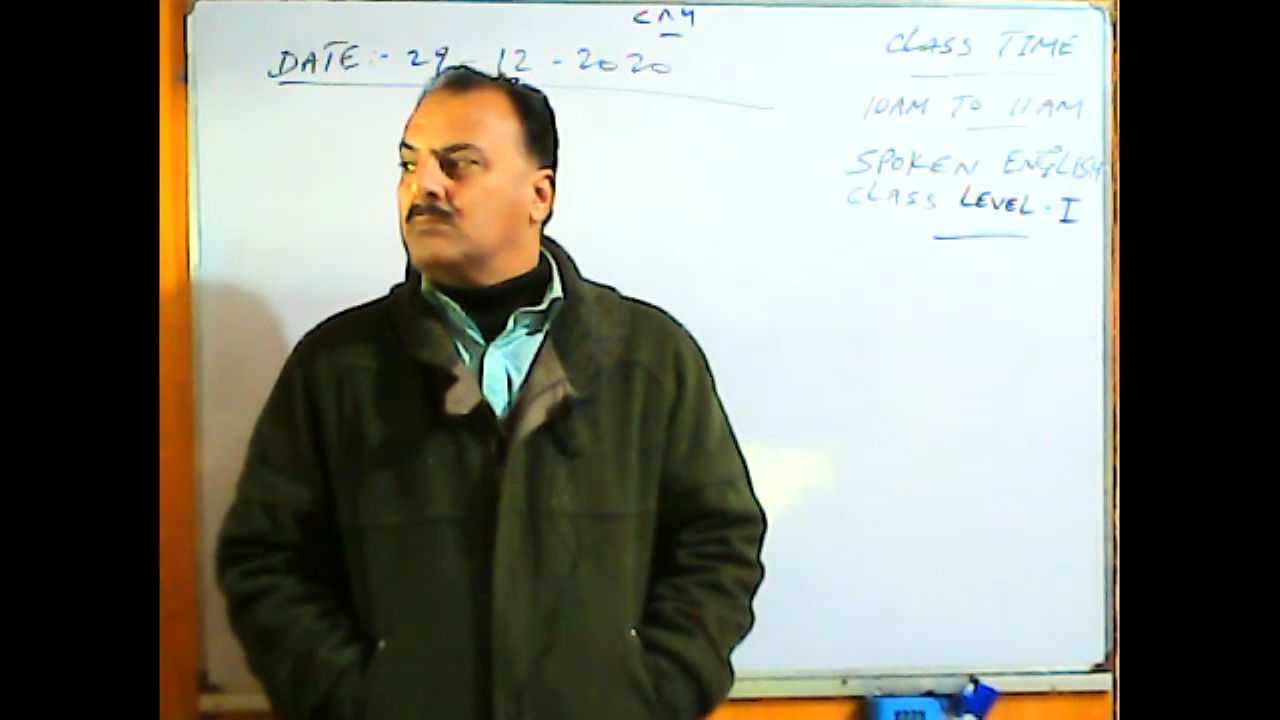 DATE:- 29-12-2020
CLASS TIME
10AM TO 11AM
SPOKEN ENGLISH
CLASS LEVEL-I